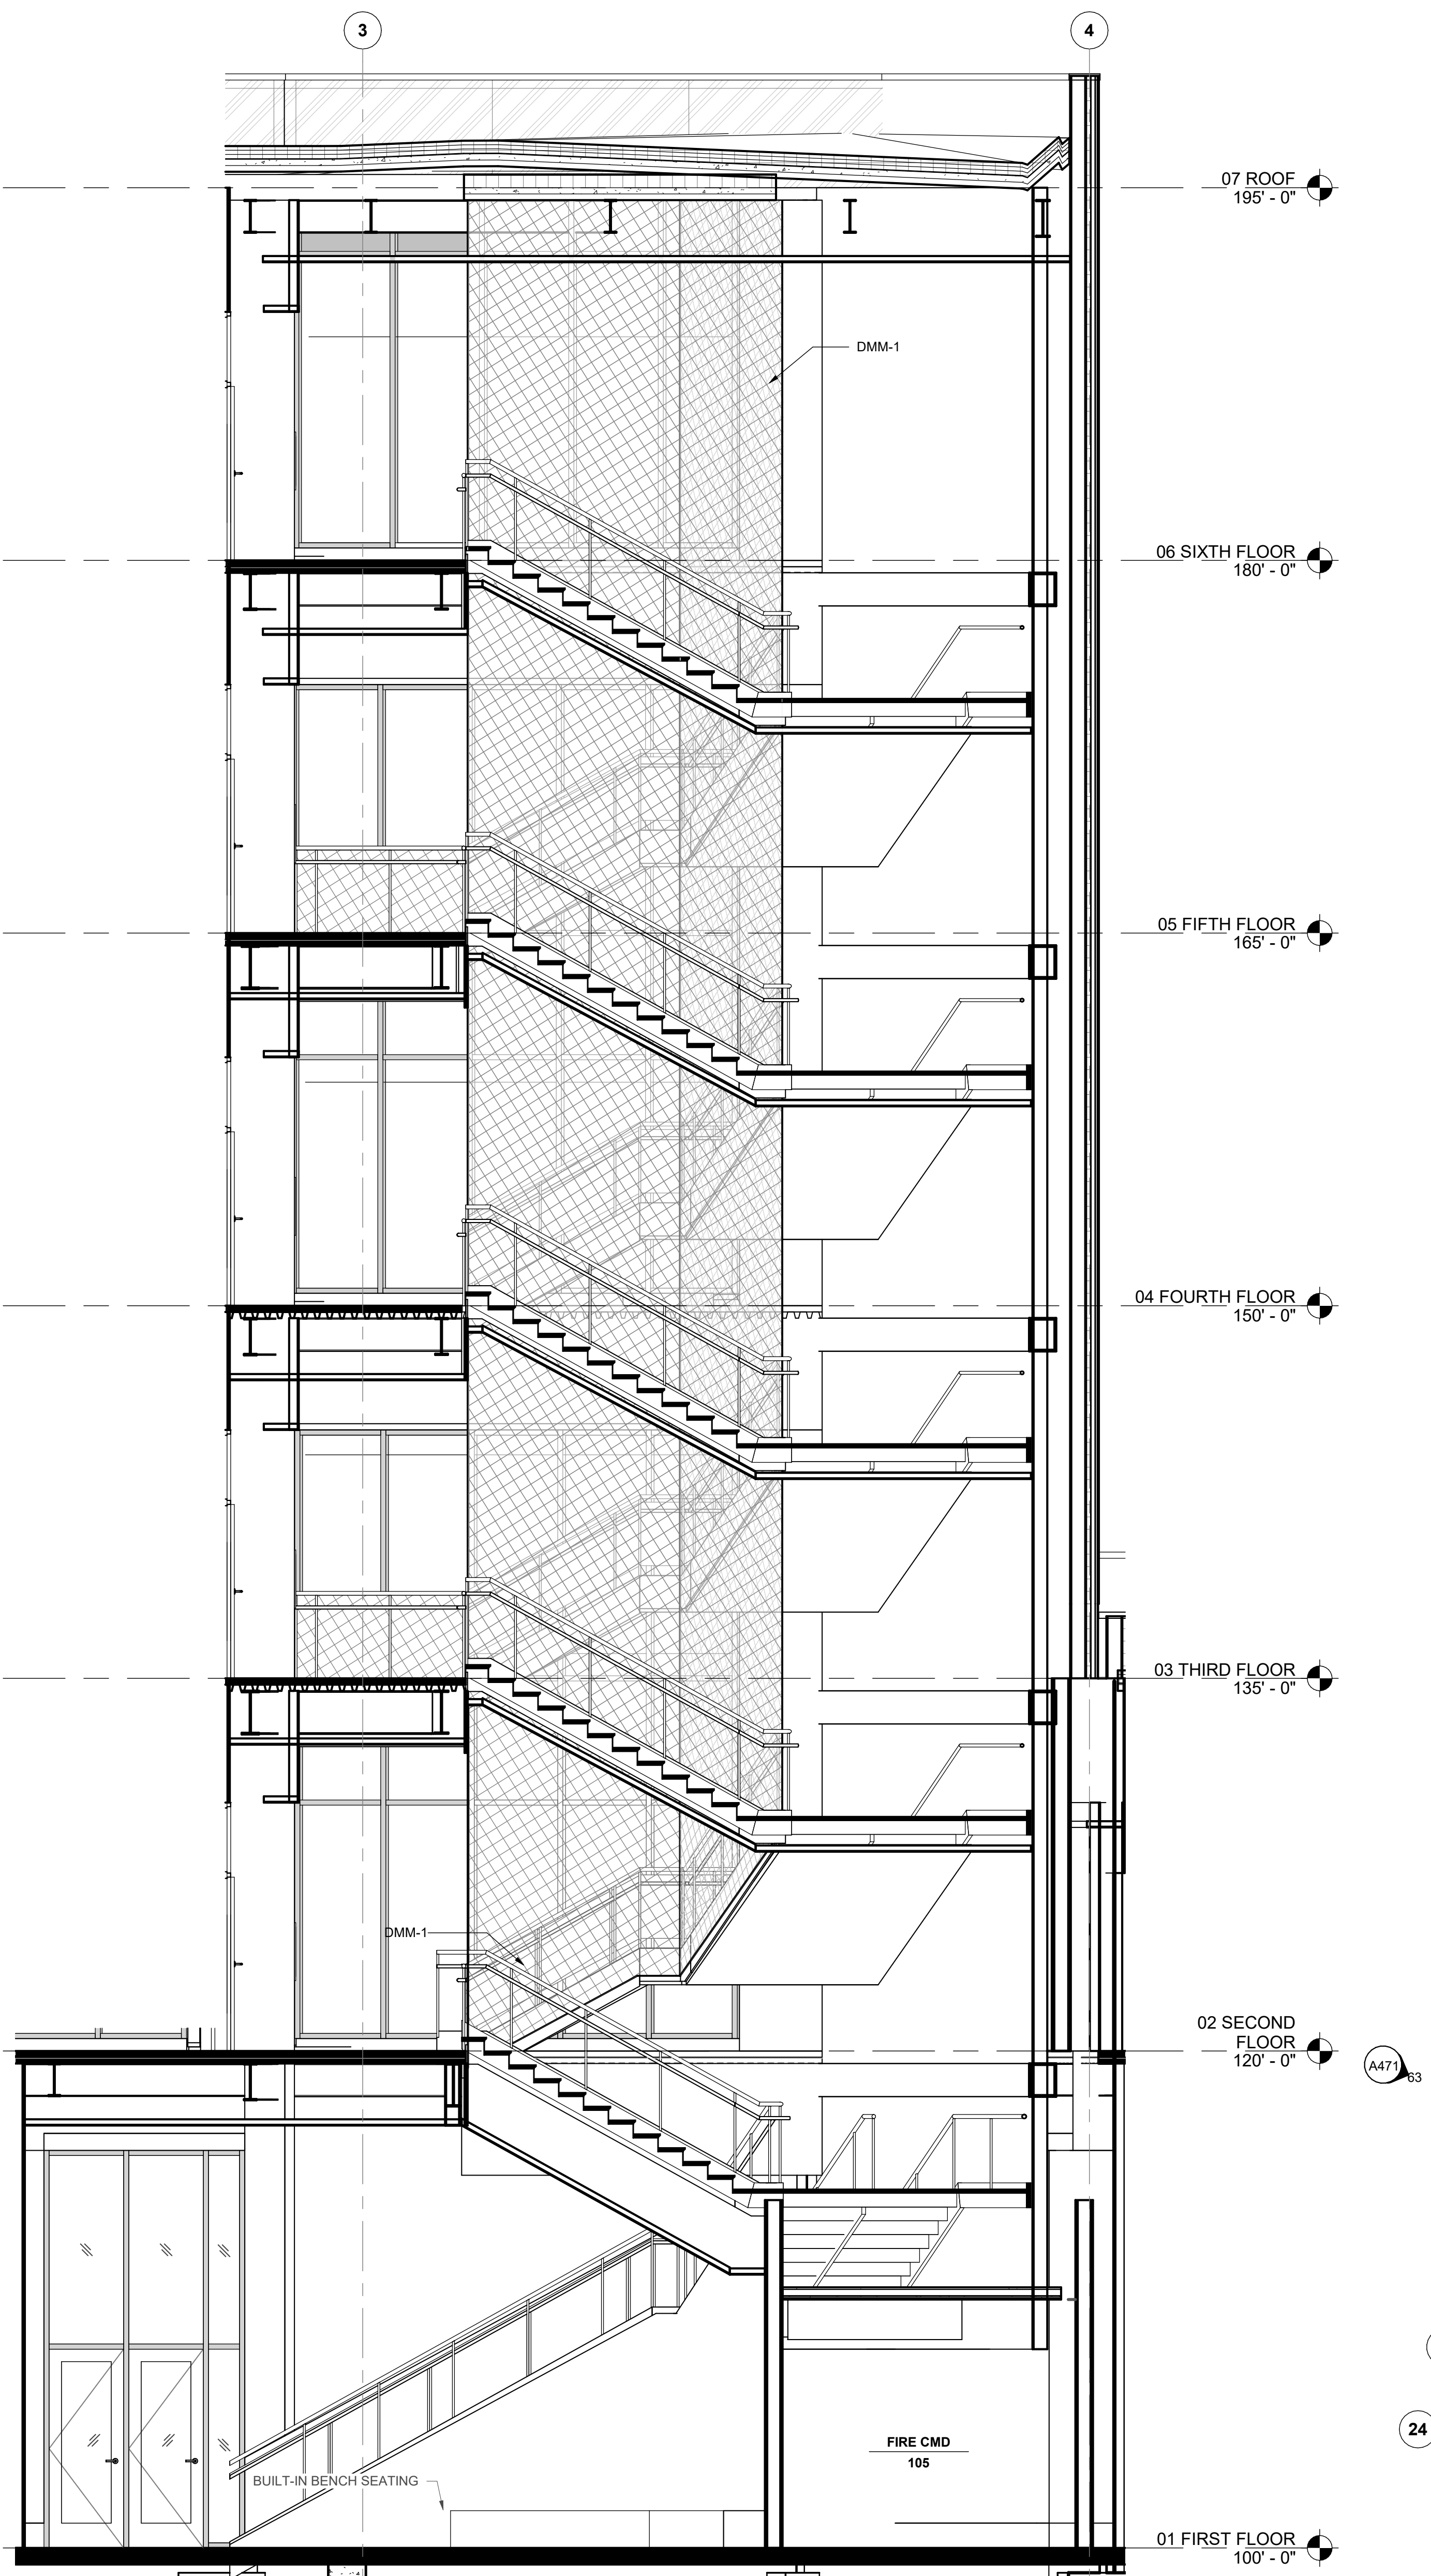 3
4
07 ROOF
195' - 0"
DMM-1
06 SIXTH FLOOR
180' - 0"
05 FIFTH FLOOR
165' - 0"
04 FOURTH FLOOR
150' - 0"
03 THIRD FLOOR
135' - 0"
DMM-1
02 SECOND
FLOOR
120' - 0"
A471
63
24
FIRE CMD
105
BUILT-IN BENCH SEATING
01 FIRST FLOOR
100' - 0"